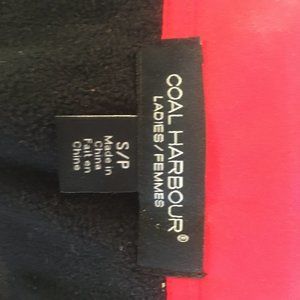 COAL HARBOUR®
LADIES/FEMMES
S/P
Made in
China
Fait en
Chine